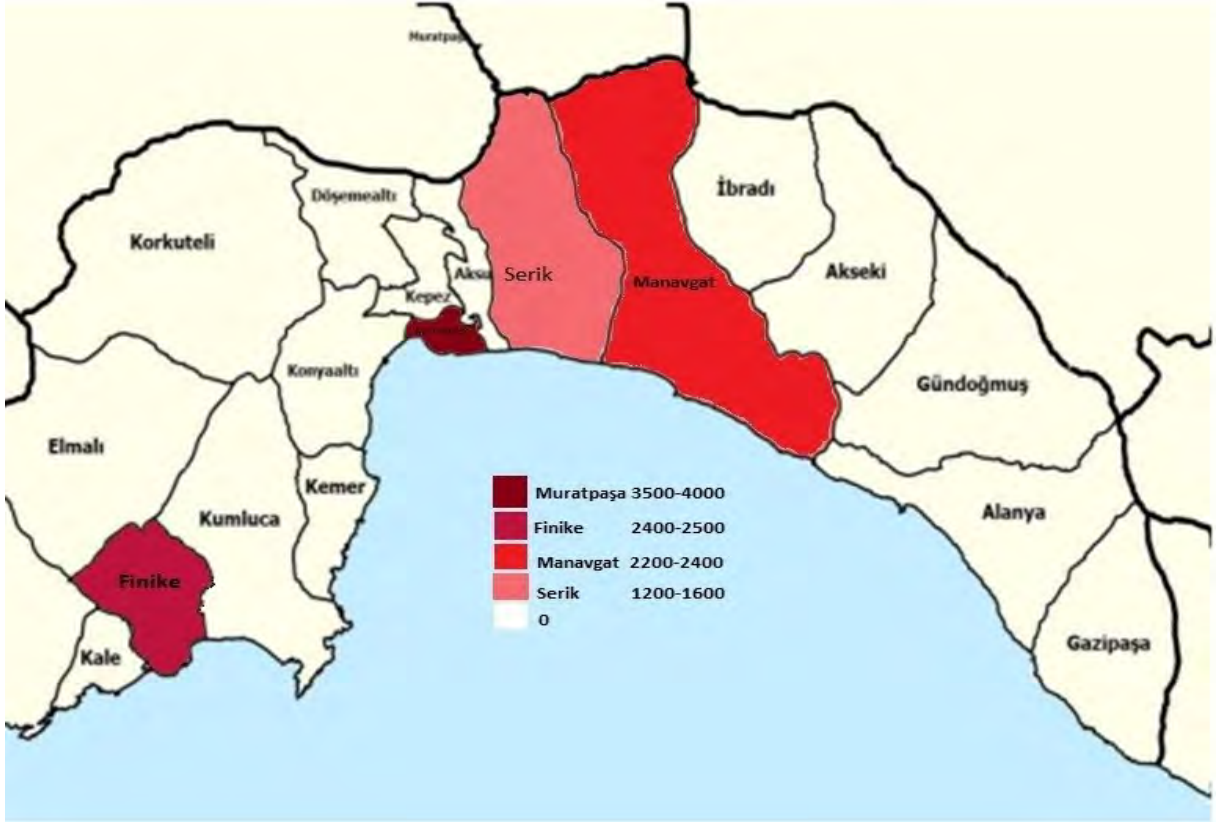 Muratpaşa
Döşemealtı
İbradı
Korkuteli
Aksu
Serik
Akseki
Manavgat
Kepez
Konyaaltı
Gündoğmuş
Elmalı
Kemer
Kumluca
Alanya
Finike
Kale
Gazipaşa
Muratpaşa 3500-4000
Finike 2400-2500
Manavgat 2200-2400
Serik 1200-1600
0